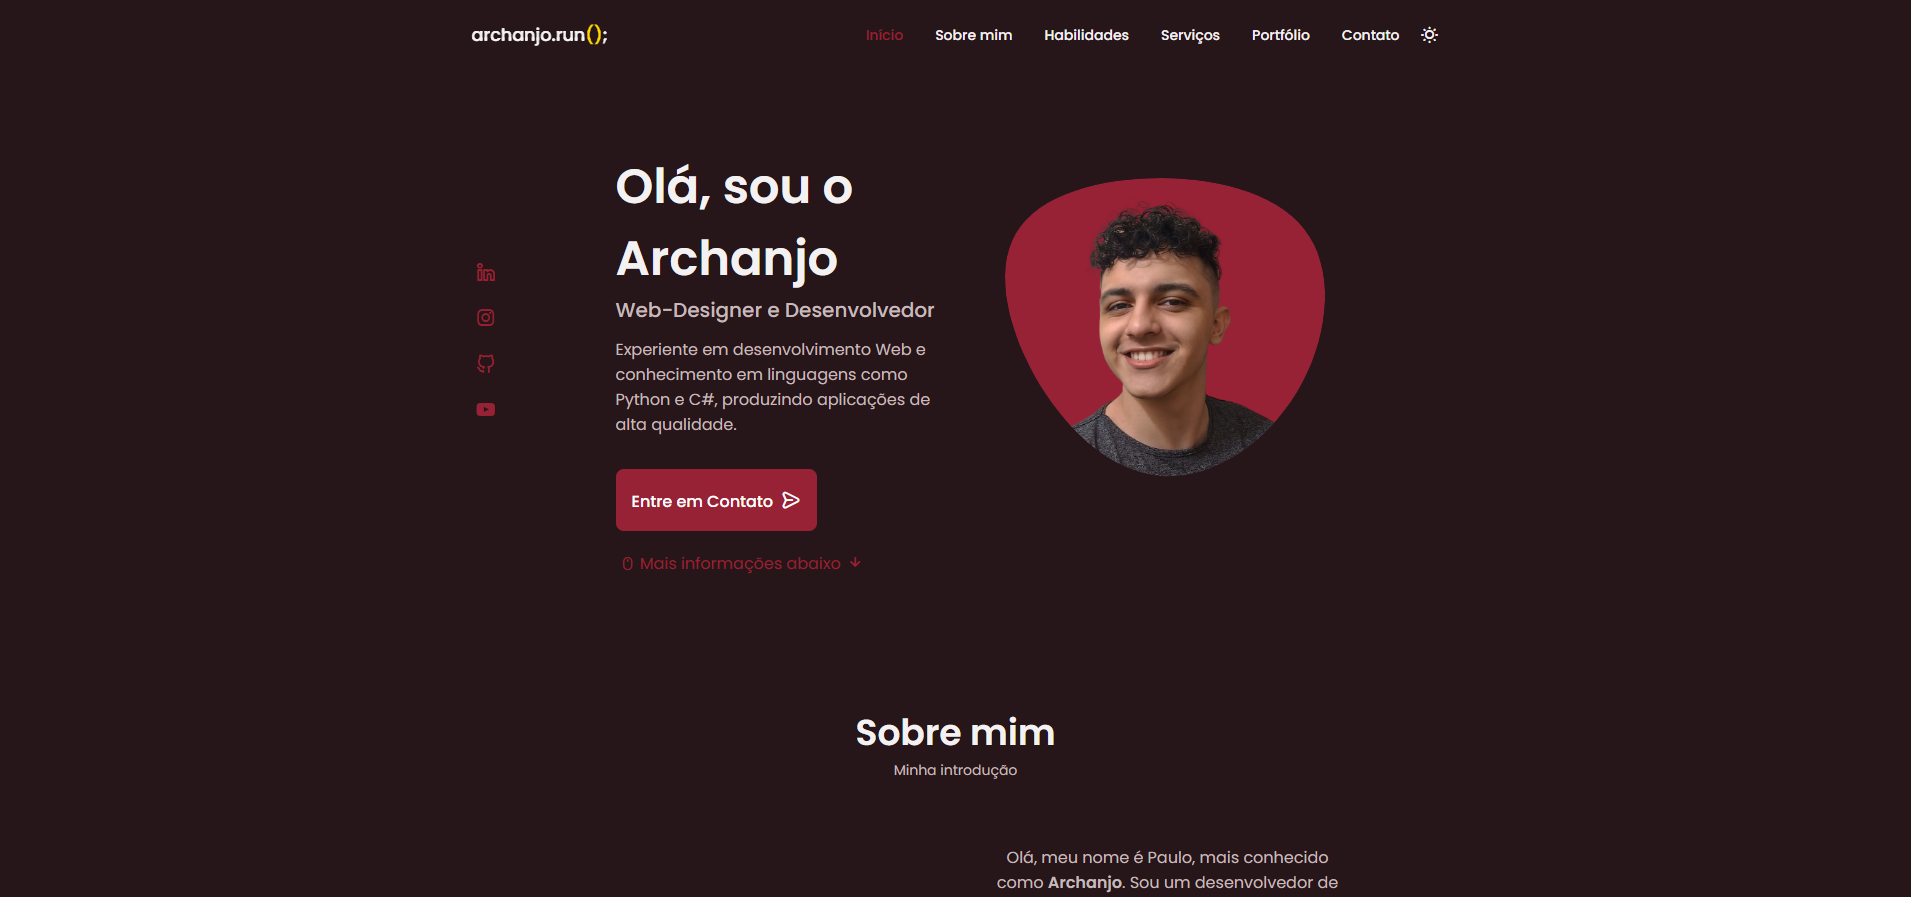 archanjo.run();
Início
Sobre mim
Habilidades
Serviços
Portfólio
Contato
Olá, sou o
Archanjo
Web-Designer e Desenvolvedor
Experiente em desenvolvimento Web e
conhecimento em linguagens como
Python e C#, produzindo aplicações de
alta qualidade.
Entre em Contato
Mais informações abaixo
Sobre mim
Minha introdução
Olá, meu nome é Paulo, mais conhecido
como Archanjo. Sou um desenvolvedor de